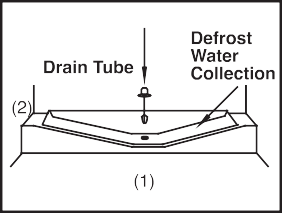 Defrost
Water
Collection
Drain Tube
(2)
(1)